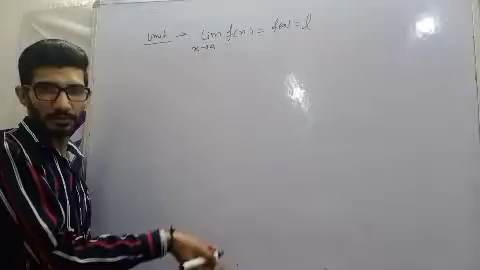 Limit → lim f(x) = f(a) = l
x→a